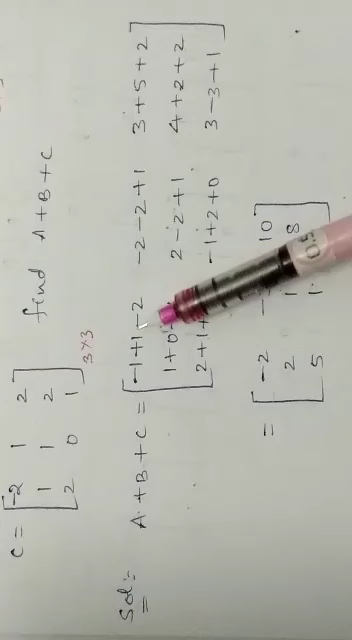 C = [-2 1 2
1 1 2
2 0 1] 3×3 find A+B+C
Sol:- A+B+C = [-1+1-2 -2-2+1 3+5+2
1+0 2-2+1 4+2+2
2+1+ -1+2+0 3-3+1]
= [-2 10
2 1 8
5 1
0.5